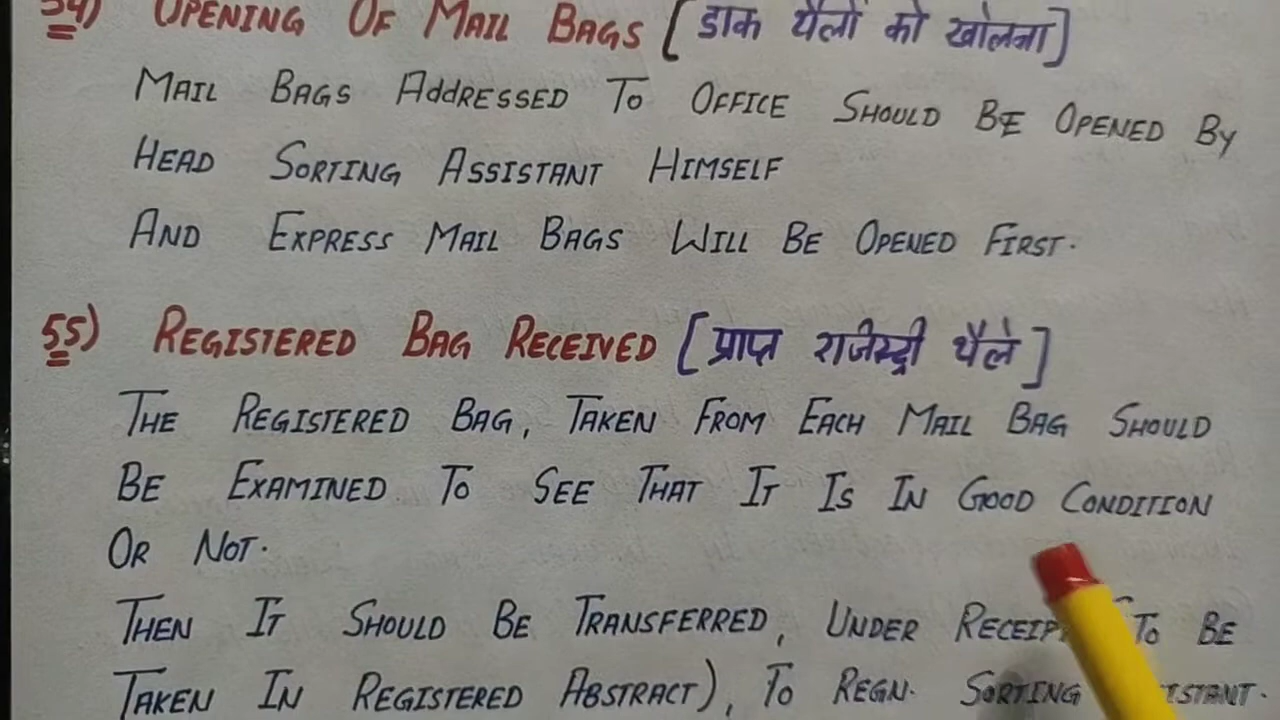 54) OPENING OF MAIL BAGS [डाक थैलों को खोलना]
MAIL BAGS ADDRESSED TO OFFICE SHOULD BE OPENED BY
HEAD SORTING ASSISTANT HIMSELF
AND EXPRESS MAIL BAGS WILL BE OPENED FIRST.
55) REGISTERED BAG RECEIVED [प्राप्त राजिस्ट्री थैले]
THE REGISTERED BAG, TAKEN FROM EACH MAIL BAG SHOULD
BE EXAMINED TO SEE THAT IT IS IN GOOD CONDITION
OR NOT.
THEN IT SHOULD BE TRANSFERRED, UNDER TO BE
TAKEN IN REGISTERED ABSTRACT), TO REGN. SORTING